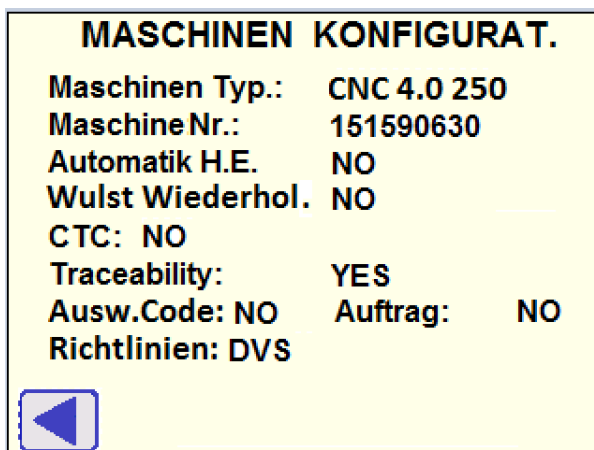 MASCHINEN KONFIGURAT.
Maschinen Typ.: CNC 4.0 250
Maschine Nr.: 151590630
Automatik H.E. NO
Wulst Wiederhol. NO
CTC: NO
Traceability: YES
Ausw.Code: NO Auftrag: NO
Richtlinien: DVS